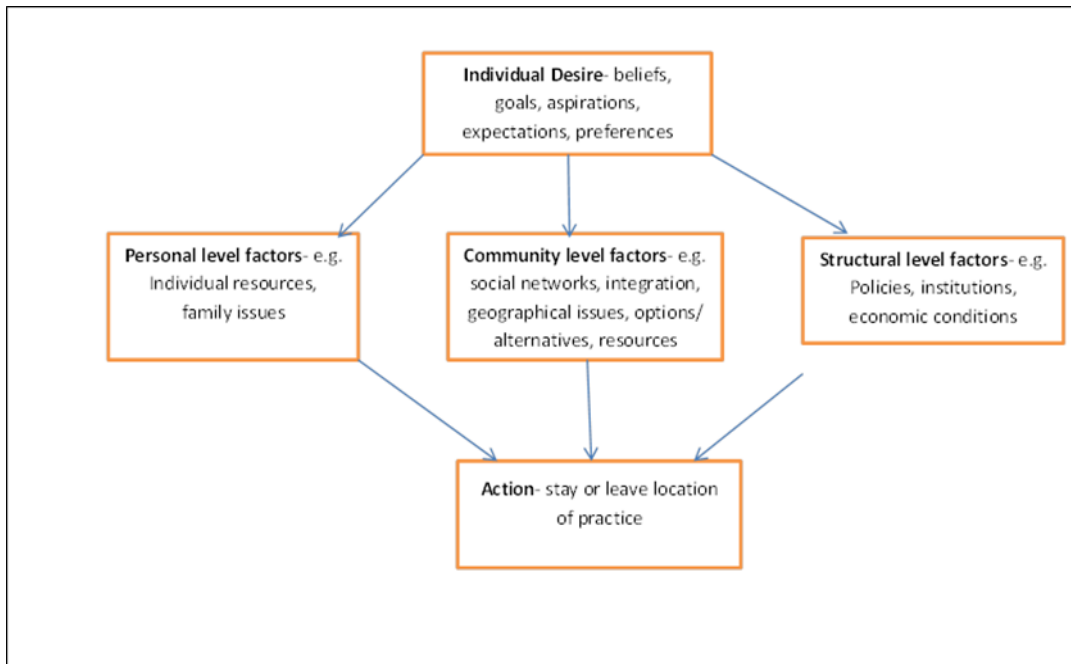 Individual Desire- beliefs,
goals, aspirations,
expectations, preferences
Personal level factors- e.g.
Individual resources,
family issues
Community level factors- e.g.
social networks, integration,
geographical issues, options/
alternatives, resources
Structural level factors- e.g.
Policies, institutions,
economic conditions
Action- stay or leave location
of practice